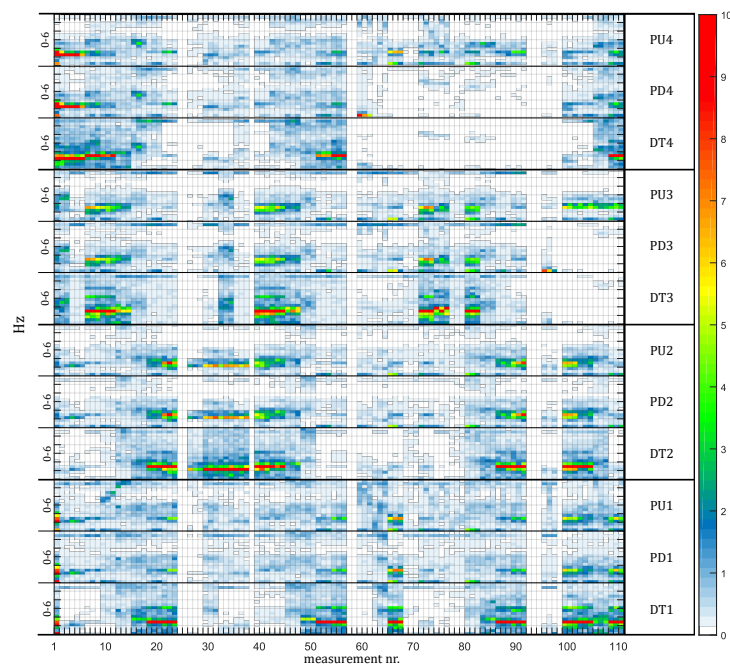 10
0-6 PU4
9
0-6 PD4
8
0-6 DT4
7
0-6 PU3
6
0-6 PD3
0-6 DT3
5
Hz
0-6 PU2
4
0-6 PD2
3
0-6 DT2
2
0-6 PU1
0-6 PD1
1
0-6 DT1
0
1 10 20 30 40 50 60 70 80 90 100 111
measurement nr.